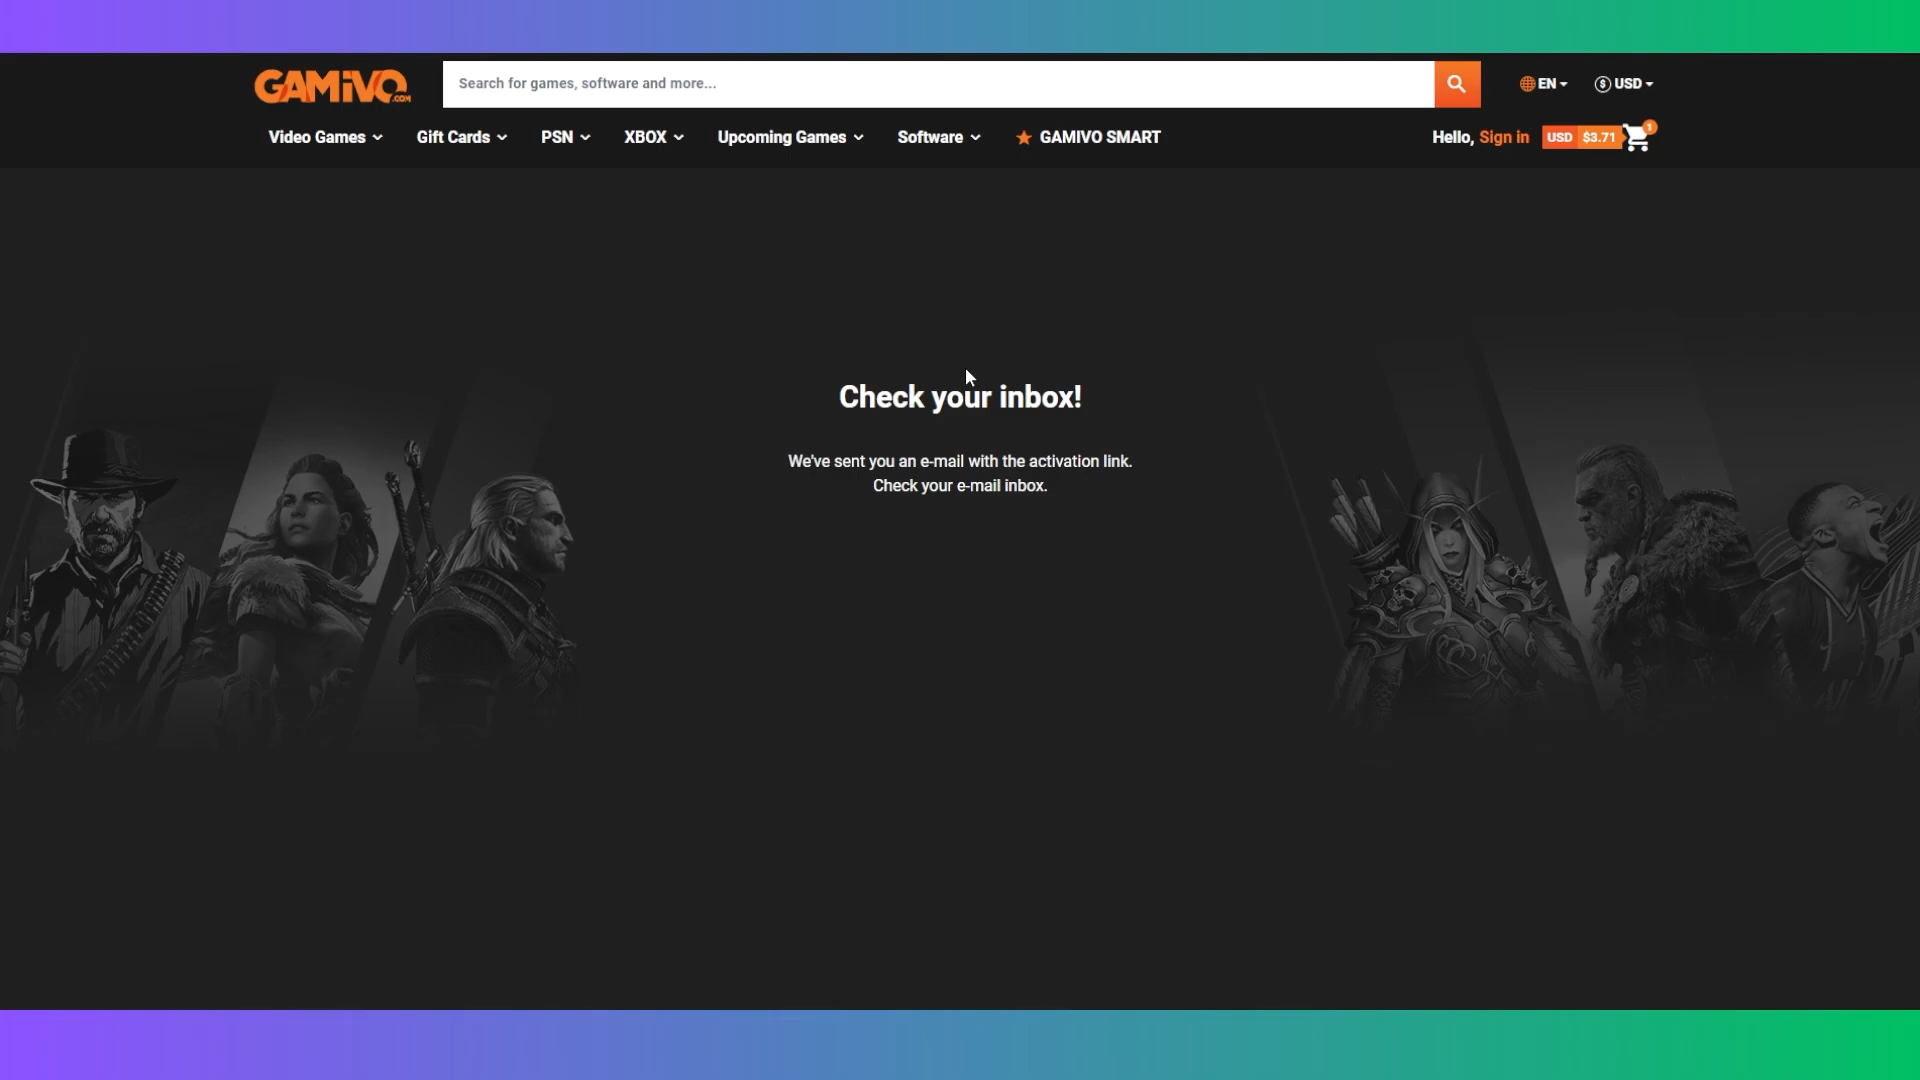 GAMIVO.COM
Search for games, software and more...
EN
$ USD
Video Games
Gift Cards
PSN
XBOX
Upcoming Games
Software
GAMIVO SMART
Hello, Sign in
USD $3.71
1
Check your inbox!
We've sent you an e-mail with the activation link.
Check your e-mail inbox.